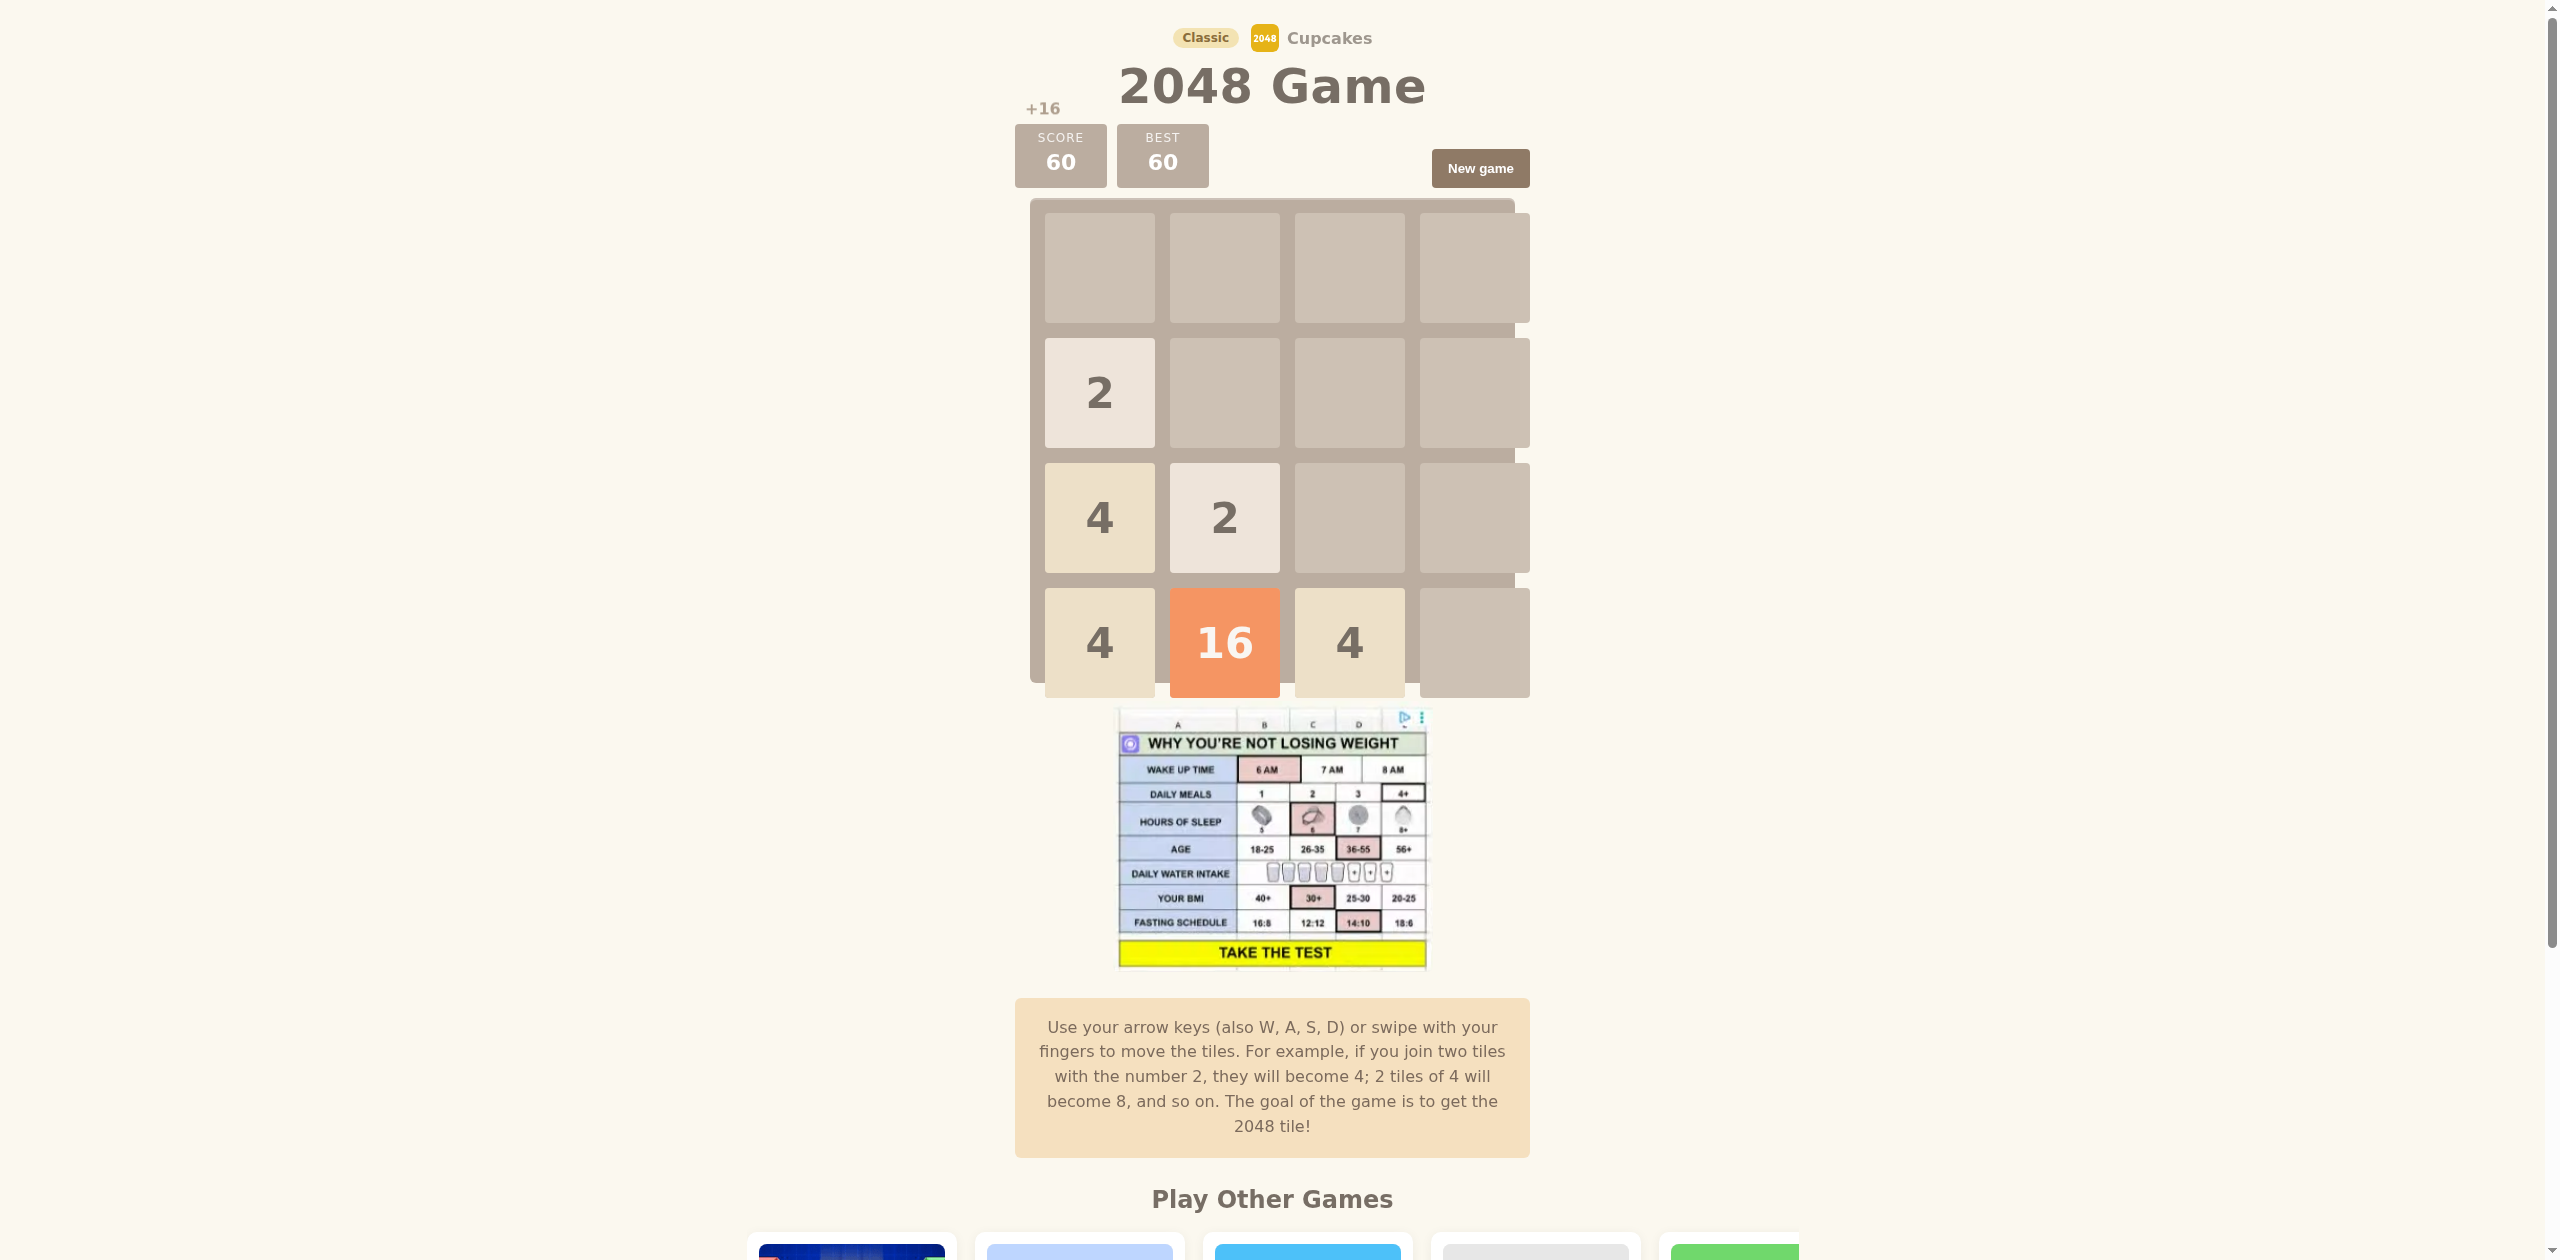 Classic 2048 Cupcakes
2048 Game
+16
SCORE BEST
60 60
New game
2
4 2
4 16 4
A B C D
WHY YOU'RE NOT LOSING WEIGHT
WAKE UP TIME 6 AM 7 AM 8 AM
DAILY MEALS 1 2 3 4+
HOURS OF SLEEP 5 6 7 8+
AGE 18-25 26-35 36-55 56+
DAILY WATER INTAKE + + +
YOUR BMI 40+ 30+ 25-30 20-25
FASTING SCHEDULE 16:8 12:12 14:10 18:6
TAKE THE TEST
Use your arrow keys (also W, A, S, D) or swipe with your
fingers to move the tiles. For example, if you join two tiles
with the number 2, they will become 4; 2 tiles of 4 will
become 8, and so on. The goal of the game is to get the
2048 tile!
Play Other Games